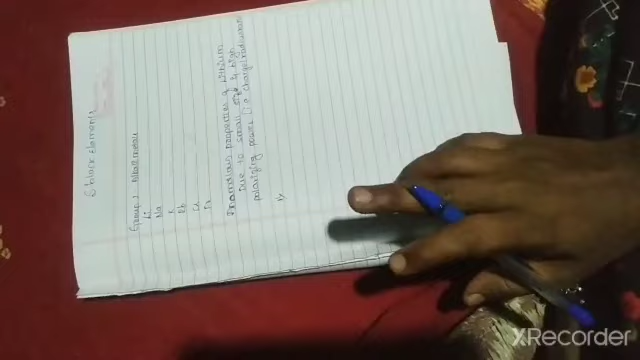 S block elements
Group 1 Alkali metals
Li
Na
K
Rb
Cs
Fr
Anamolous properties of Lithium
Due to small size & high
polarizing power (i.e charge/radius
XRecorder